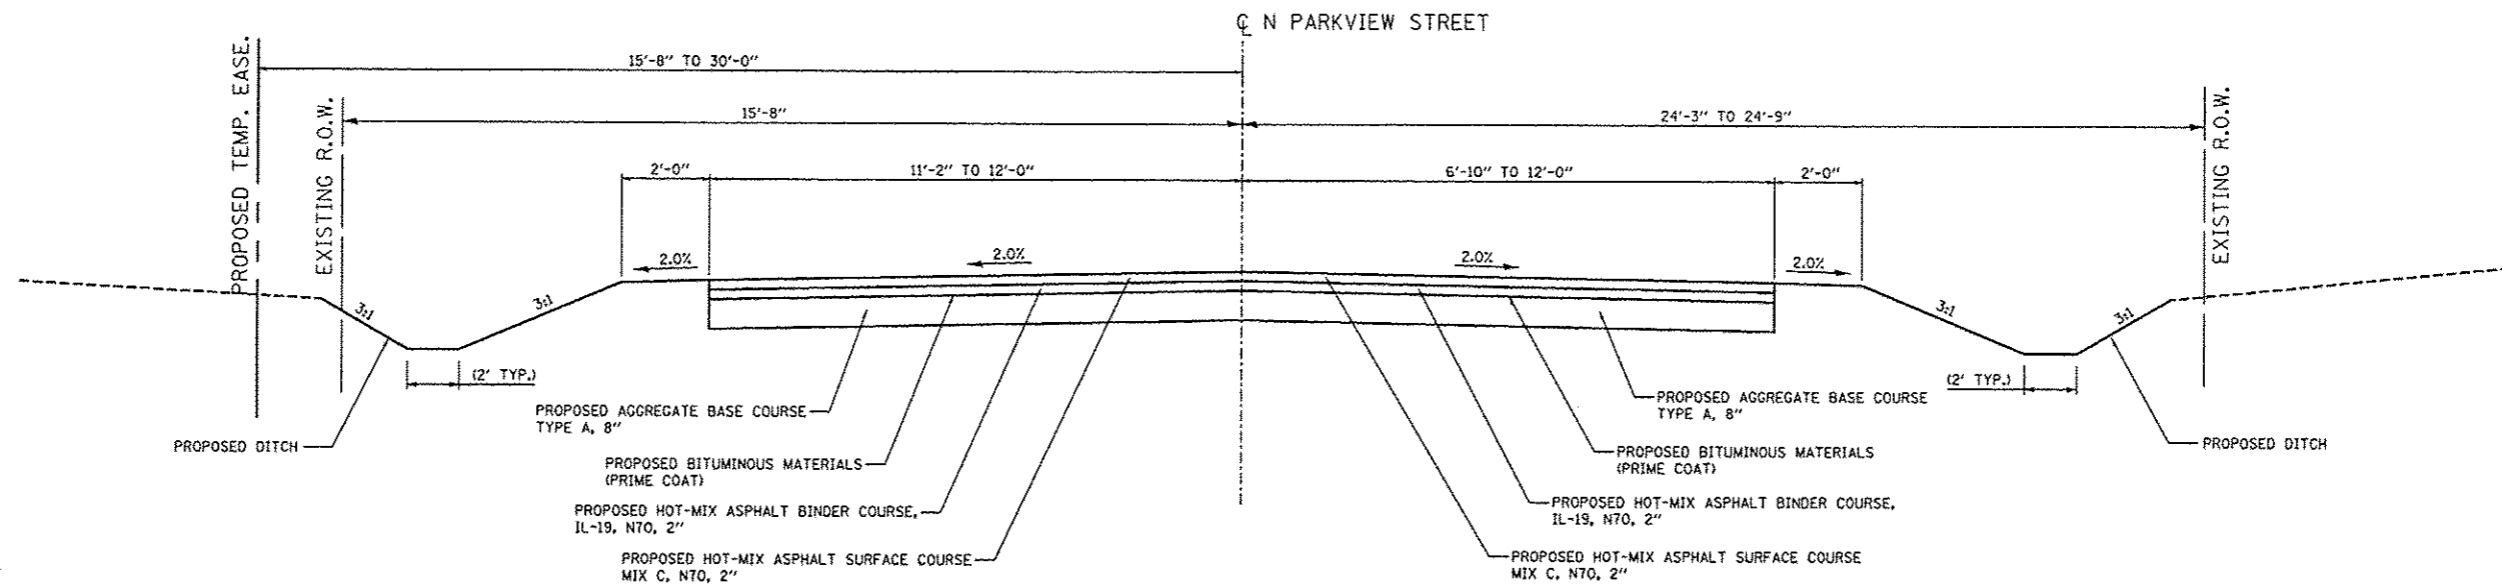 ℄ N PARKVIEW STREET
PROPOSED TEMP. EASE.
15'-8" TO 30'-0"
EXISTING R.O.W.
15'-8"
24'-3" TO 24'-9"
EXISTING R.O.W.
2'-0"
11'-2" TO 12'-0"
6'-10" TO 12'-0"
2'-0"
2.0%
2.0%
2.0%
2.0%
3:1
3:1
3:1
3:1
(2' TYP.)
(2' TYP.)
PROPOSED AGGREGATE BASE COURSE
TYPE A, 8"
PROPOSED AGGREGATE BASE COURSE
TYPE A, 8"
PROPOSED DITCH
PROPOSED DITCH
PROPOSED BITUMINOUS MATERIALS
(PRIME COAT)
PROPOSED BITUMINOUS MATERIALS
(PRIME COAT)
PROPOSED HOT-MIX ASPHALT BINDER COURSE,
IL-19, N70, 2"
PROPOSED HOT-MIX ASPHALT BINDER COURSE,
IL-19, N70, 2"
PROPOSED HOT-MIX ASPHALT SURFACE COURSE
MIX C, N70, 2"
PROPOSED HOT-MIX ASPHALT SURFACE COURSE
MIX C, N70, 2"